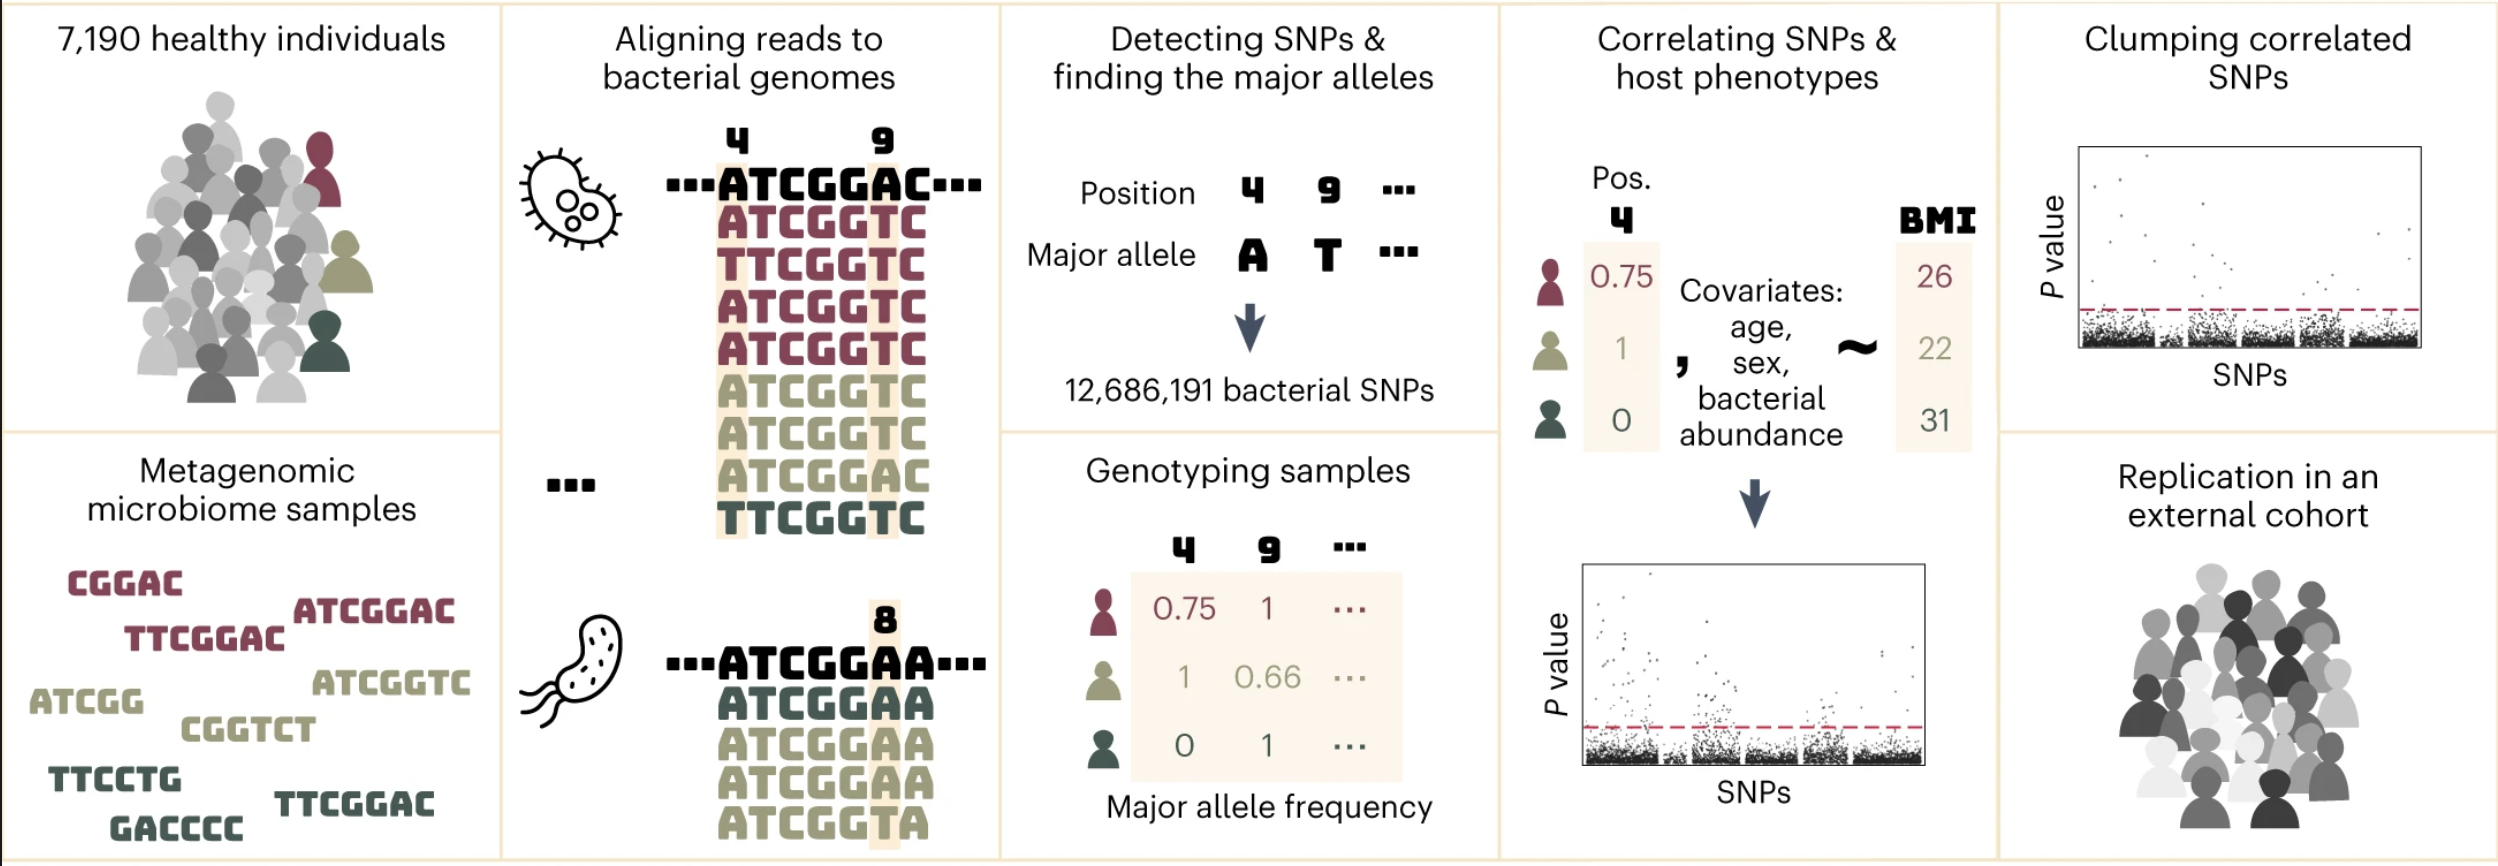 7,190 healthy individuals
Metagenomic
microbiome samples
CGGAC
ATCGGAC
TTCGGAC
ATCGGTC
ATCGG
CGGTCT
TTCCTG
TTCGGAC
GACCCC
Aligning reads to
bacterial genomes
4 9
...ATCGGAC...
ATCGGTC
TTCGGTC
ATCGGTC
ATCGGTC
ATCGGTC
ATCGGTC
ATCGGAC
TTCGGTC
...
8
...ATCGGAA...
ATCGGAA
ATCGGAA
ATCGGAA
ATCGGTA
Detecting SNPs &
finding the major alleles
Position 4 9 ...
Major allele A T ...
12,686,191 bacterial SNPs
Genotyping samples
4 9 ...
0.75 1 ...
1 0.66 ...
0 1 ...
Major allele frequency
Correlating SNPs &
host phenotypes
Pos.
4 BMI
0.75 26
1 22
0 31
, Covariates: ~
age,
sex,
bacterial
abundance
P value
SNPs
Clumping correlated
SNPs
P value
SNPs
Replication in an
external cohort